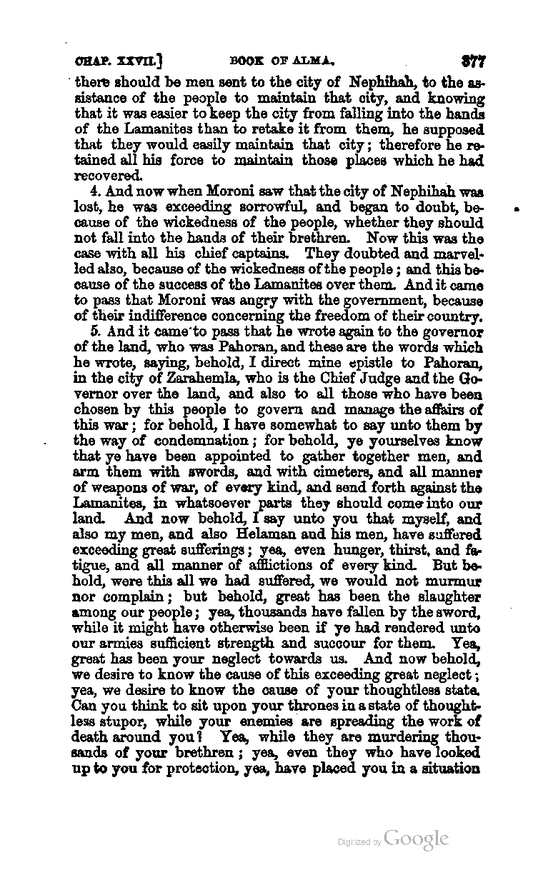 CHAP. XXVII.] BOOK OF ALMA. 377
there should be men sent to the city of Nephihah, to the as-
sistance of the people to maintain that city, and knowing
that it was easier to keep the city from falling into the hands
of the Lamanites than to retake it from them, he supposed
that they would easily maintain that city; therefore he re-
tained all his force to maintain those places which he had
recovered.
4. And now when Moroni saw that the city of Nephihah was
lost, he was exceeding sorrowful, and began to doubt, be-
cause of the wickedness of the people, whether they should
not fall into the hands of their brethren. Now this was the
case with all his chief captains. They doubted and marvel-
led also, because of the wickedness of the people; and this be-
cause of the success of the Lamanites over them. And it came
to pass that Moroni was angry with the government, because
of their indifference concerning the freedom of their country.
5. And it came to pass that he wrote again to the governor
of the land, who was Pahoran, and these are the words which
he wrote, saying, behold, I direct mine epistle to Pahoran,
in the city of Zarahemla, who is the Chief Judge and the Go-
vernor over the land, and also to all those who have been
chosen by this people to govern and manage the affairs of
this war; for behold, I have somewhat to say unto them by
the way of condemnation; for behold, ye yourselves know
that ye have been appointed to gather together men, and
arm them with swords, and with cimeters, and all manner
of weapons of war, of every kind, and send forth against the
Lamanites, in whatsoever parts they should come into our
land. And now behold, I say unto you that myself, and
also my men, and also Helaman and his men, have suffered
exceeding great sufferings; yea, even hunger, thirst, and fa-
tigue, and all manner of afflictions of every kind. But be-
hold, were this all we had suffered, we would not murmur
nor complain; but behold, great has been the slaughter
among our people; yea, thousands have fallen by the sword,
while it might have otherwise been if ye had rendered unto
our armies sufficient strength and succour for them. Yea,
great has been your neglect towards us. And now behold,
we desire to know the cause of this exceeding great neglect;
yea, we desire to know the cause of your thoughtless state.
Can you think to sit upon your thrones in a state of thought-
less stupor, while your enemies are spreading the work of
death around you? Yea, while they are murdering thou-
sands of your brethren; yea, even they who have looked
up to you for protection, yea, have placed you in a situation
Digitized by Google